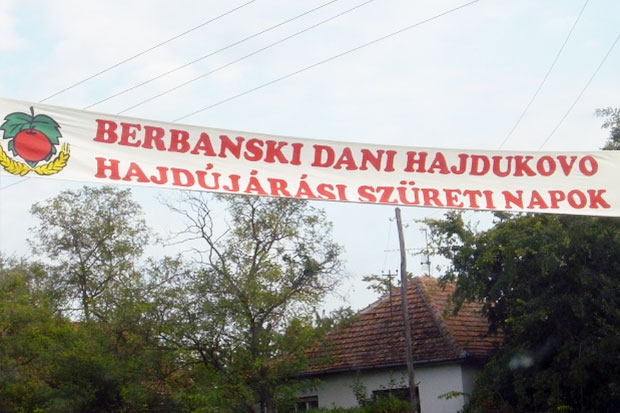 BERBANSKI DANI HAJDUKOVO
HAJDÚJÁRÁSI SZÜRETI NAPOK